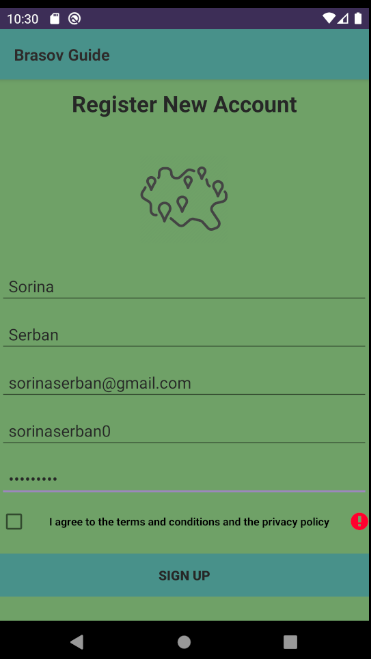 10:30
Brasov Guide
Register New Account
Sorina
Serban
sorinaserban@gmail.com
sorinaserban0
•••••••••
I agree to the terms and conditions and the privacy policy
SIGN UP